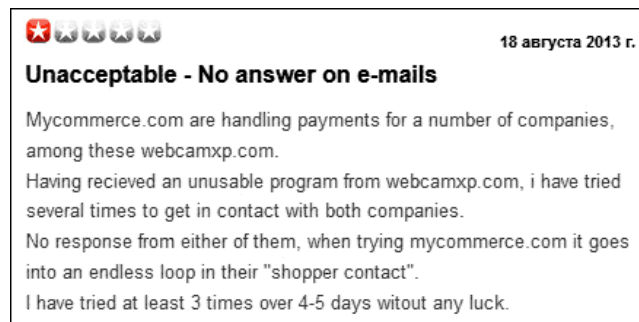 18 августа 2013 г.
Unacceptable - No answer on e-mails
Mycommerce.com are handling payments for a number of companies,
among these webcamxp.com.
Having recieved an unusable program from webcamxp.com, i have tried
several times to get in contact with both companies.
No response from either of them, when trying mycommerce.com it goes
into an endless loop in their "shopper contact".
I have tried at least 3 times over 4-5 days witout any luck.